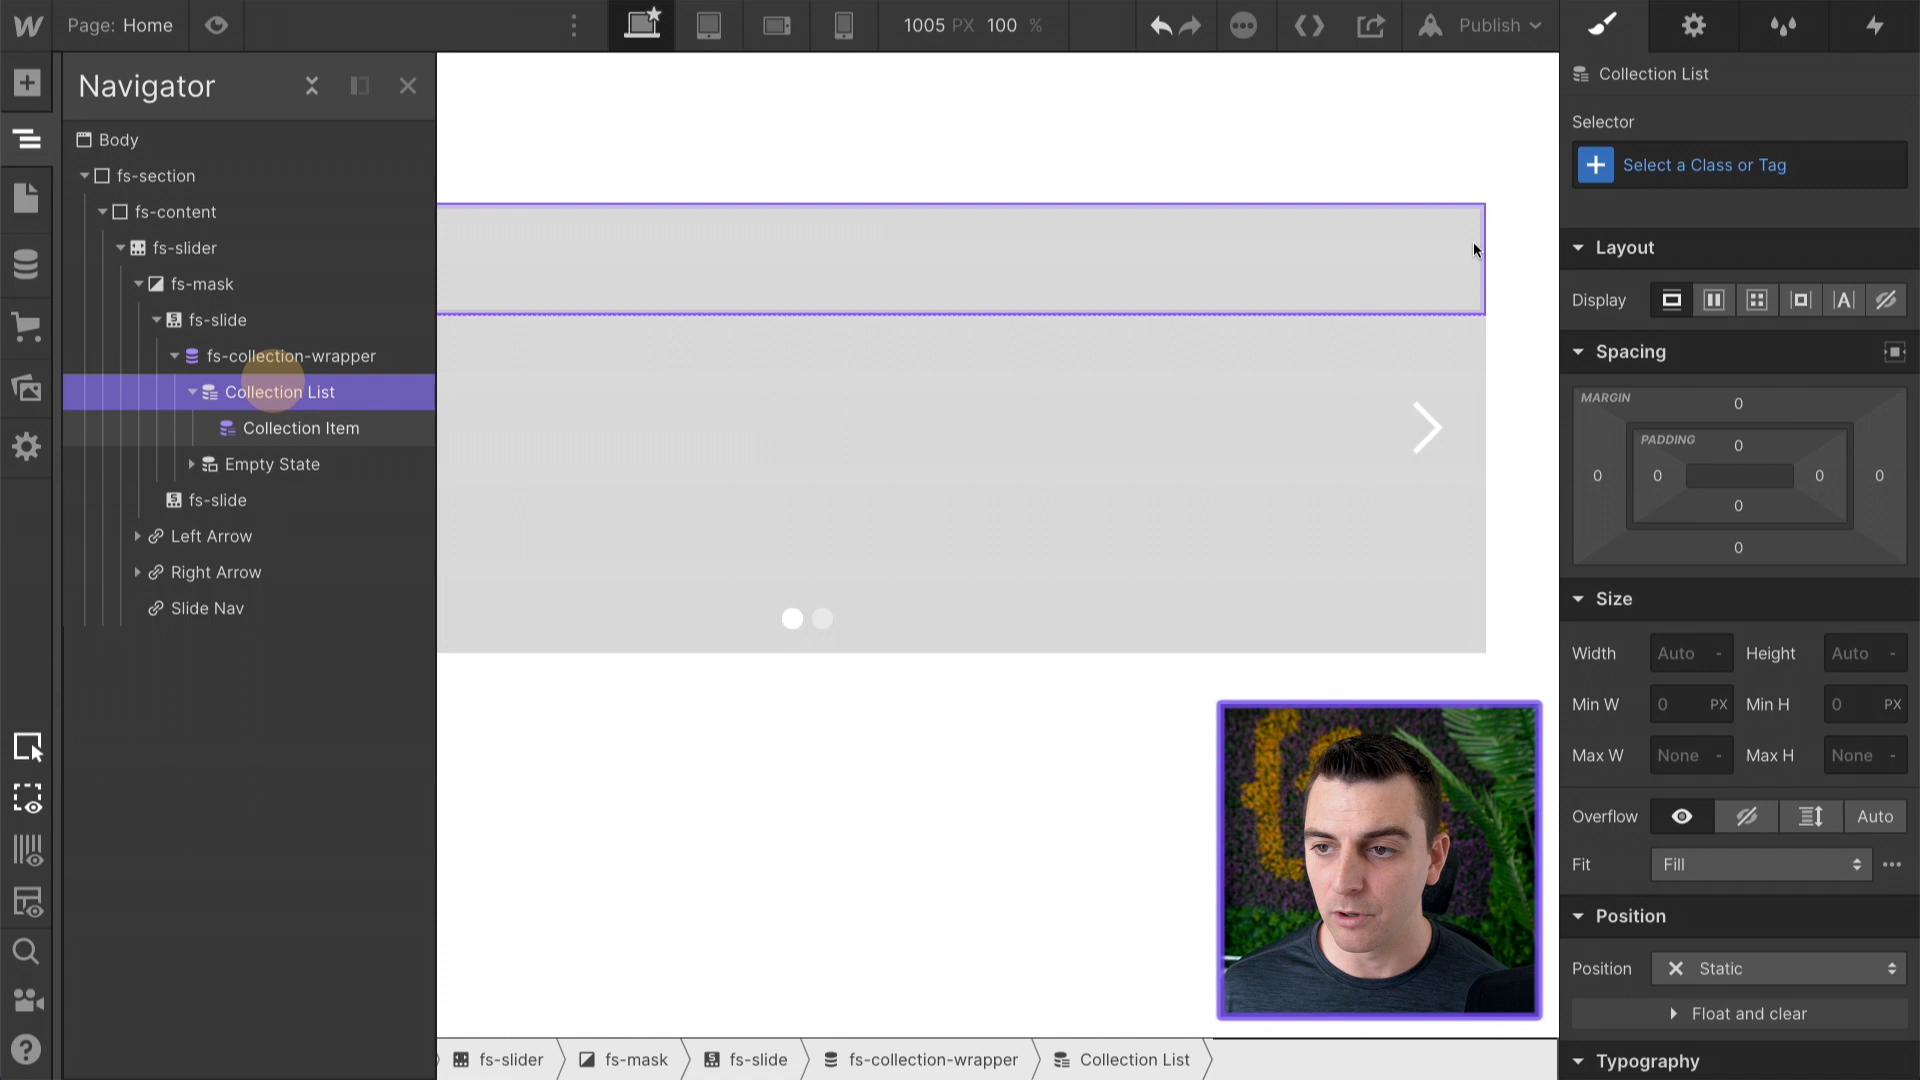 Page: Home
1005 PX 100 %
Publish
Navigator
Body
fs-section
fs-content
fs-slider
fs-mask
fs-slide
fs-collection-wrapper
Collection List
Collection Item
Empty State
fs-slide
Left Arrow
Right Arrow
Slide Nav
fs-slider
fs-mask
fs-slide
fs-collection-wrapper
Collection List
Collection List
Selector
Select a Class or Tag
Layout
Display
Spacing
MARGIN
0
PADDING
0
0 0 0 0
0
0
Size
Width Auto - Height Auto -
Min W 0 PX Min H 0 PX
Max W None - Max H None -
Overflow Auto
Fit Fill
Position
Position Static
Float and clear
Typography